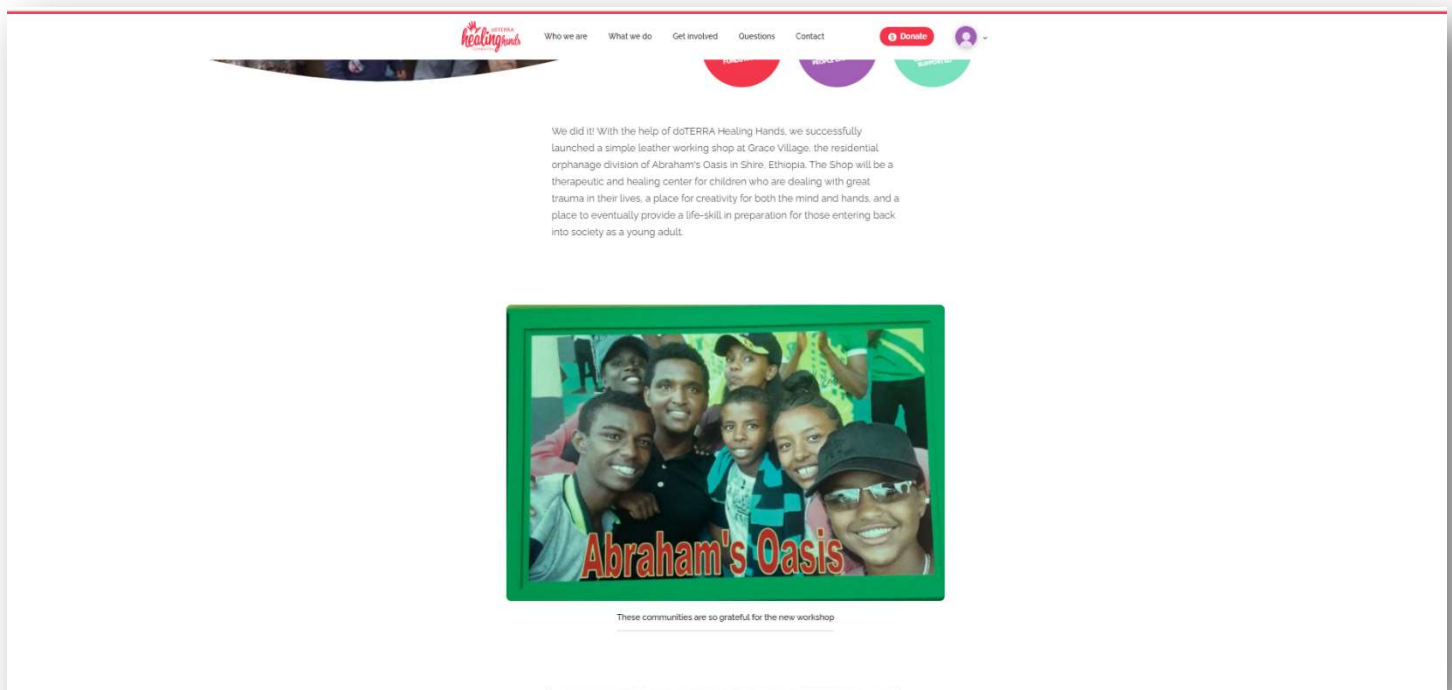 dōTERRA
healing hands
Who we are
What we do
Get involved
Questions
Contact
Donate
We did it! With the help of doTERRA Healing Hands, we successfully
launched a simple leather working shop at Grace Village, the residential
orphanage division of Abraham's Oasis in Shire, Ethiopia. The Shop will be a
therapeutic and healing center for children who are dealing with great
trauma in their lives, a place for creativity for both the mind and hands, and a
place to eventually provide a life-skill in preparation for those entering back
into society as a young adult.
Abraham's Oasis
These communities are so grateful for the new workshop